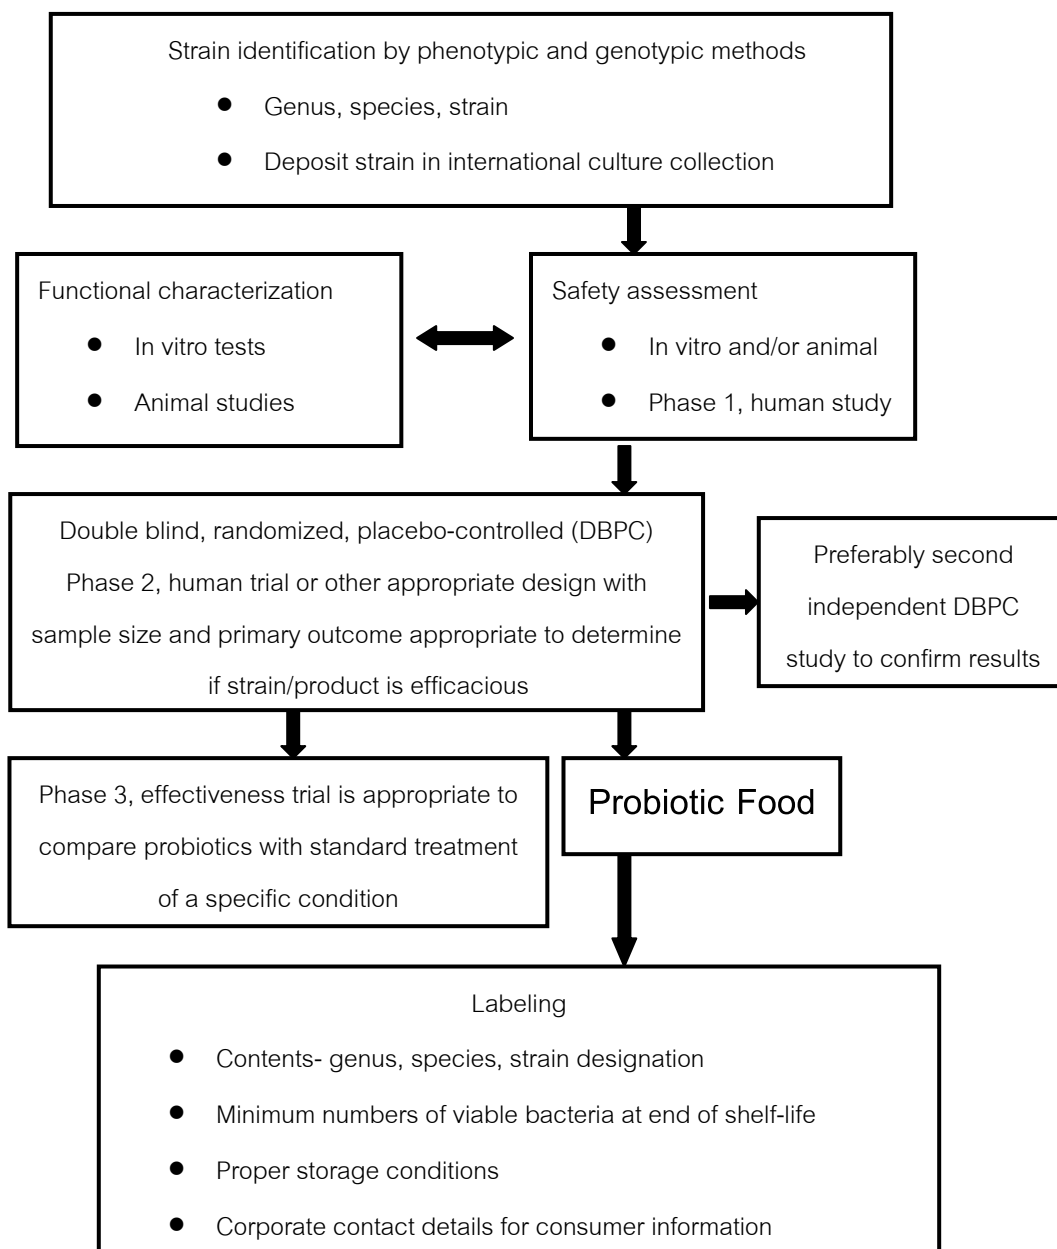 Strain identification by phenotypic and genotypic methods
● Genus, species, strain
● Deposit strain in international culture collection
Functional characterization
● In vitro tests
● Animal studies
Safety assessment
● In vitro and/or animal
● Phase 1, human study
Double blind, randomized, placebo-controlled (DBPC)
Phase 2, human trial or other appropriate design with
sample size and primary outcome appropriate to determine
if strain/product is efficacious
Preferably second
independent DBPC
study to confirm results
Phase 3, effectiveness trial is appropriate to
compare probiotics with standard treatment
of a specific condition
Probiotic Food
Labeling
● Contents- genus, species, strain designation
● Minimum numbers of viable bacteria at end of shelf-life
● Proper storage conditions
● Corporate contact details for consumer information